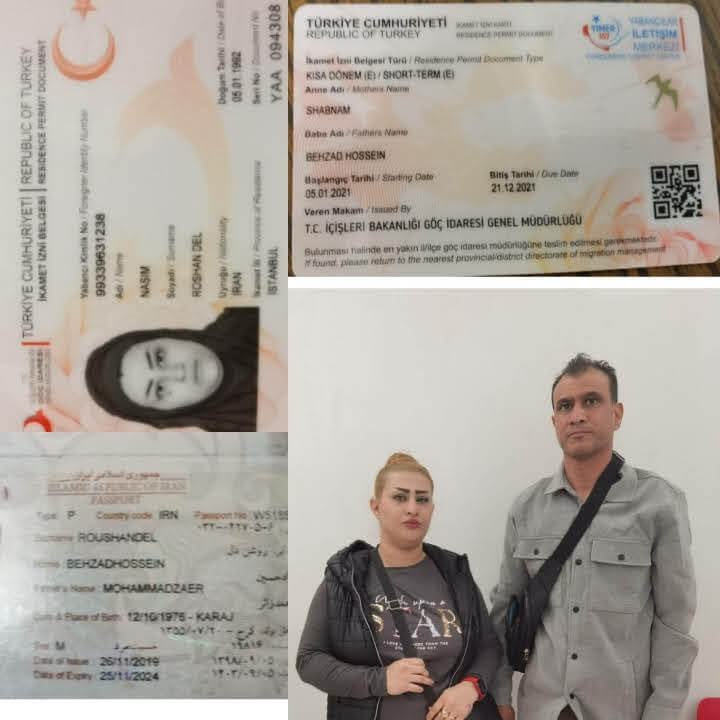 TÜRKİYE CUMHURİYETİ | REPUBLIC OF TURKEY
İKAMET İZNİ BELGESİ | RESIDENCE PERMIT DOCUMENT
Yabancı Kimlik No / Foreigner Identity Number
99339631238
Adı / Name
NASIM
Soyadı / Surname
ROSHAN DEL
Uyruğu / Nationality
IRAN
İkamet İli / Province of Residence
ISTANBUL
Doğum Tarihi / Date of B
05.01.1992
Seri No / Document No
YAA 094308
TÜRKİYE CUMHURİYETİ
REPUBLIC OF TURKEY
İKAMET İZNİ KARTI
RESIDENCE PERMIT DOCUMENT
YİMER
157
YABANCILAR
İLETİŞİM
MERKEZİ
İkamet İzni Belgesi Türü / Residence Permit Document Type
KISA DÖNEM (E) / SHORT-TERM (E)
Anne Adı / Mothers Name
SHABNAM
Baba Adı / Fathers Name
BEHZAD HOSSEIN
Başlangıç Tarihi / Starting Date
05.01.2021
Bitiş Tarihi / Due Date
21.12.2021
Veren Makam / Issued By
T.C. İÇİŞLERİ BAKANLIĞI GÖÇ İDARESİ GENEL MÜDÜRLÜĞÜ
Bulunması halinde en yakın il/ilçe göç idaresi müdürlüğüne teslim edilmesi gerekmektedir.
If found, please return to the nearest provincial/district directorate of migration management
جمهوری اسلامی ایران
ISLAMIC REPUBLIC OF IRAN
PASSPORT
Type P Country code IRN Passport No
Surname ROUSHANDEL
Name: BEHZADHOSSEIN
Father's Name: MOHAMMADZAER
Date & Place of Birth: 12/10/1976 - KARAJ
Sex M
Date of Issue 26/11/2019
Date of Expiry 25/11/2024
STAR